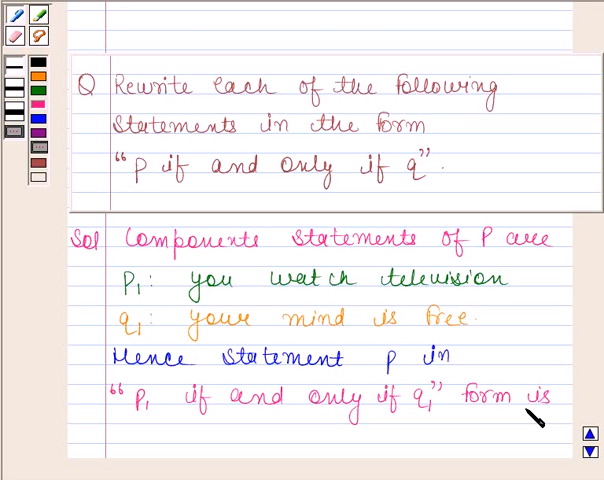 Q Rewrite each of the following
statements in the form
"p if and only if q".
Sol Components statements of P are
p₁: you watch television
q₁: your mind is free.
Hence statement p in
"p₁ if and only if q₁" form is